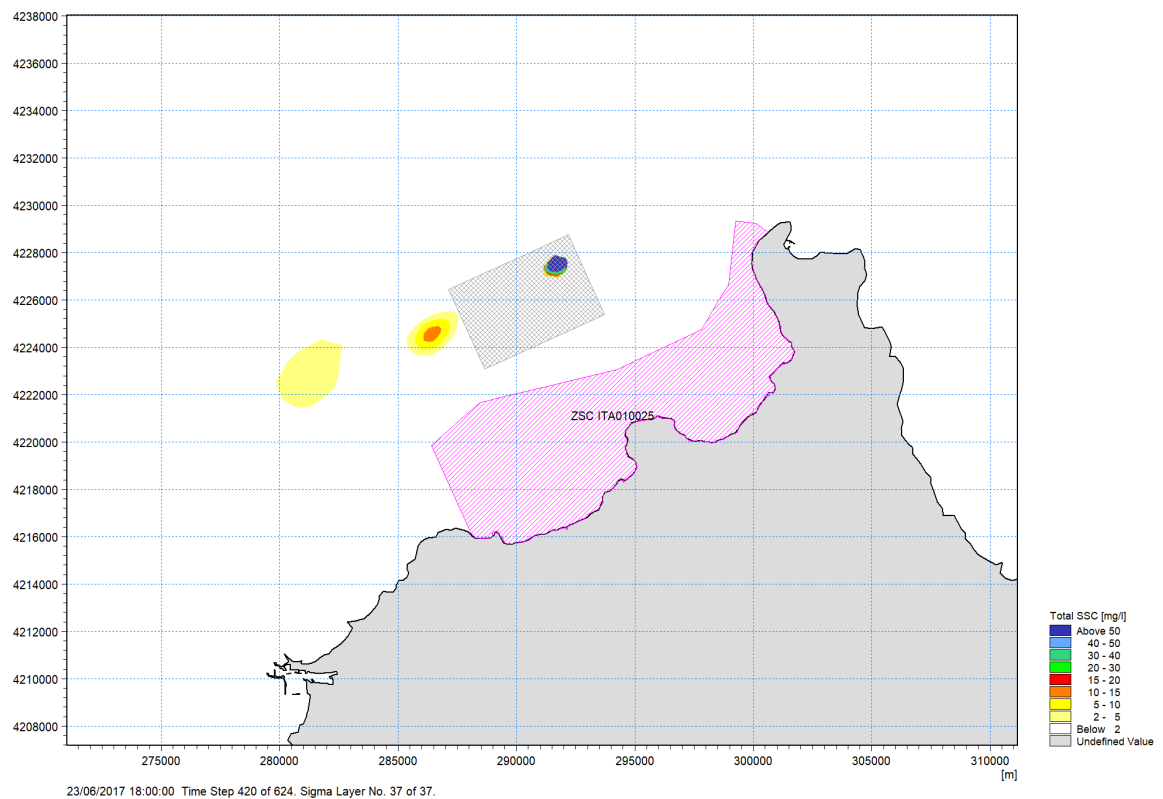 4238000
4236000
4234000
4232000
4230000
4228000
4226000
4224000
4222000
4220000
4218000
4216000
4214000
4212000
4210000
4208000
ZSC ITA010025
275000 280000 285000 290000 295000 300000 305000 310000
[m]
Total SSC [mg/l]
Above 50
40 - 50
30 - 40
20 - 30
15 - 20
10 - 15
5 - 10
2 - 5
Below 2
Undefined Value
23/06/2017 18:00:00 Time Step 420 of 624. Sigma Layer No. 37 of 37.